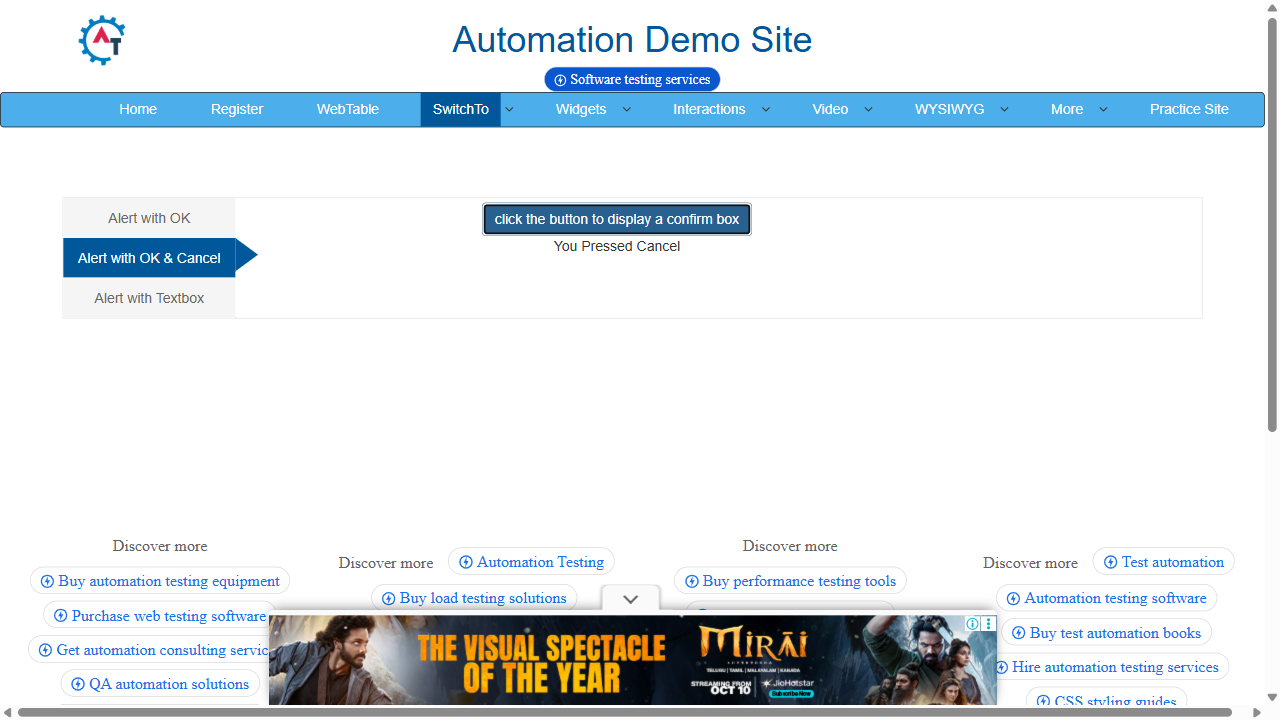 AT
Automation Demo Site
Software testing services
Home Register WebTable SwitchTo Widgets Interactions Video WYSIWYG More Practice Site
Alert with OK
Alert with OK & Cancel
Alert with Textbox
click the button to display a confirm box
You Pressed Cancel
Discover more
Buy automation testing equipment
Purchase web testing software
Get automation consulting servic
QA automation solutions
Discover more
Automation Testing
Buy load testing solutions
Discover more
Buy performance testing tools
Discover more
Test automation
Automation testing software
Buy test automation books
Hire automation testing services
CSS styling guides
THE VISUAL SPECTACLE
OF THE YEAR
MIRĀI
TELUGU | TAMIL | MALAYALAM | KANNADA
STREAMING FROM
OCT 10
JioHotstar
Subscribe Now